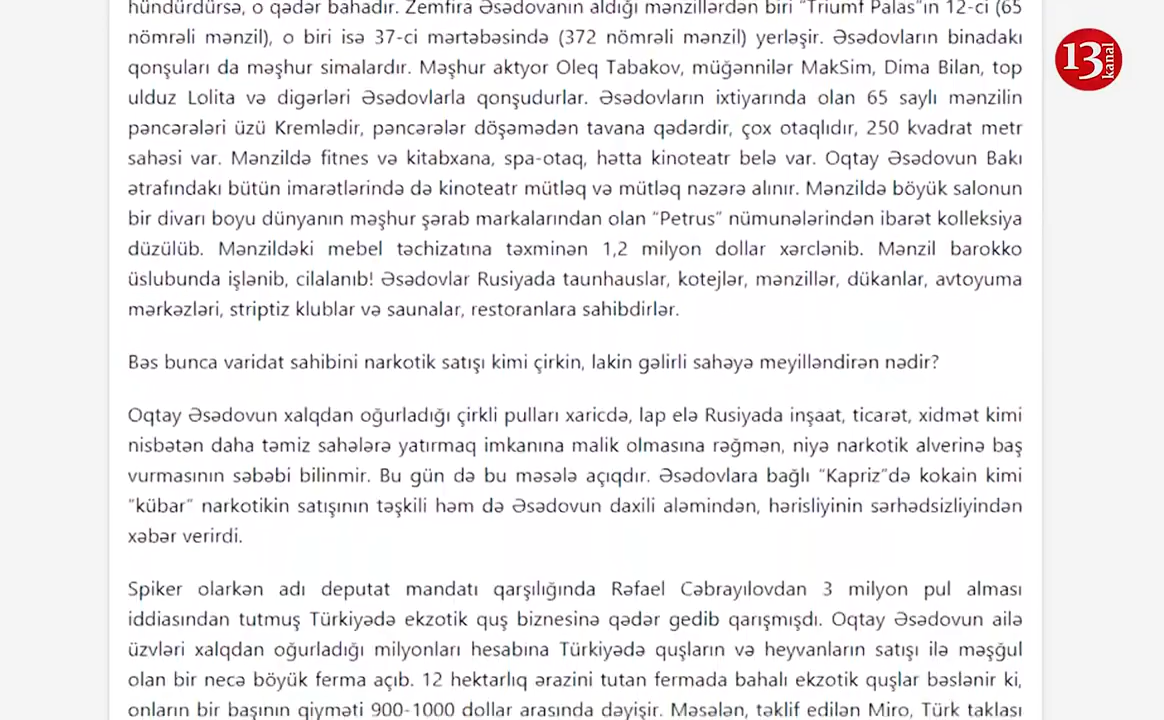 hündürdürsə, o qədər bahadır. Zemfira Əsədovanın aldığı mənzillərdən biri “Triumf Palas”ın 12-ci (65
nömrəli mənzil), o biri isə 37-ci mərtəbəsində (372 nömrəli mənzil) yerləşir. Əsədovların binadakı
qonşuları da məşhur simalardır. Məşhur aktyor Oleq Tabakov, müğənnilər MakSim, Dima Bilan, top
ulduz Lolita və digərləri Əsədovlarla qonşudurlar. Əsədovların ixtiyarında olan 65 saylı mənzilin
pəncərələri üzü Kremlədir, pəncərələr döşəmədən tavana qədərdir, çox otaqlıdır, 250 kvadrat metr
sahəsi var. Mənzildə fitnes və kitabxana, spa-otaq, hətta kinoteatr belə var. Oqtay Əsədovun Bakı
ətrafındakı bütün imarətlərində də kinoteatr mütləq və mütləq nəzərə alınır. Mənzildə böyük salonun
bir divarı boyu dünyanın məşhur şərab markalarından olan “Petrus” nümunələrindən ibarət kolleksiya
düzülüb. Mənzildəki mebel təchizatına təxminən 1,2 milyon dollar xərclənib. Mənzil barokko
üslubunda işlənib, cilalanıb! Əsədovlar Rusiyada taunhauslar, kotejlər, mənzillər, dükanlar, avtoyuma
mərkəzləri, striptiz klublar və saunalar, restoranlara sahibdirlər.
Bəs bunca varidat sahibini narkotik satışı kimi çirkin, lakin gəlirli sahəyə meyilləndirən nədir?
Oqtay Əsədovun xalqdan oğurladığı çirkli pulları xaricdə, lap elə Rusiyada inşaat, ticarət, xidmət kimi
nisbətən daha təmiz sahələrə yatırmaq imkanına malik olmasına rəğmən, niyə narkotik alverinə baş
vurmasının səbəbi bilinmir. Bu gün də bu məsələ açıqdır. Əsədovlara bağlı “Kapriz”də kokain kimi
“kübar” narkotikin satışının təşkili həm də Əsədovun daxili aləmindən, hərisliyinin sərhədsizliyindən
xəbər verirdi.
Spiker olarkən adı deputat mandatı qarşılığında Rəfael Cəbrayılovdan 3 milyon pul alması
iddiasından tutmuş Türkiyədə ekzotik quş biznesinə qədər gedib qarışmışdı. Oqtay Əsədovun ailə
üzvləri xalqdan oğurladığı milyonları hesabına Türkiyədə quşların və heyvanların satışı ilə məşğul
olan bir necə böyük ferma açıb. 12 hektarlıq ərazini tutan fermada bahalı ekzotik quşlar bəslənir ki,
onların bir başının qiyməti 900-1000 dollar arasında dəyişir. Məsələn, təklif edilən Miro, Türk taklası
13 kanal